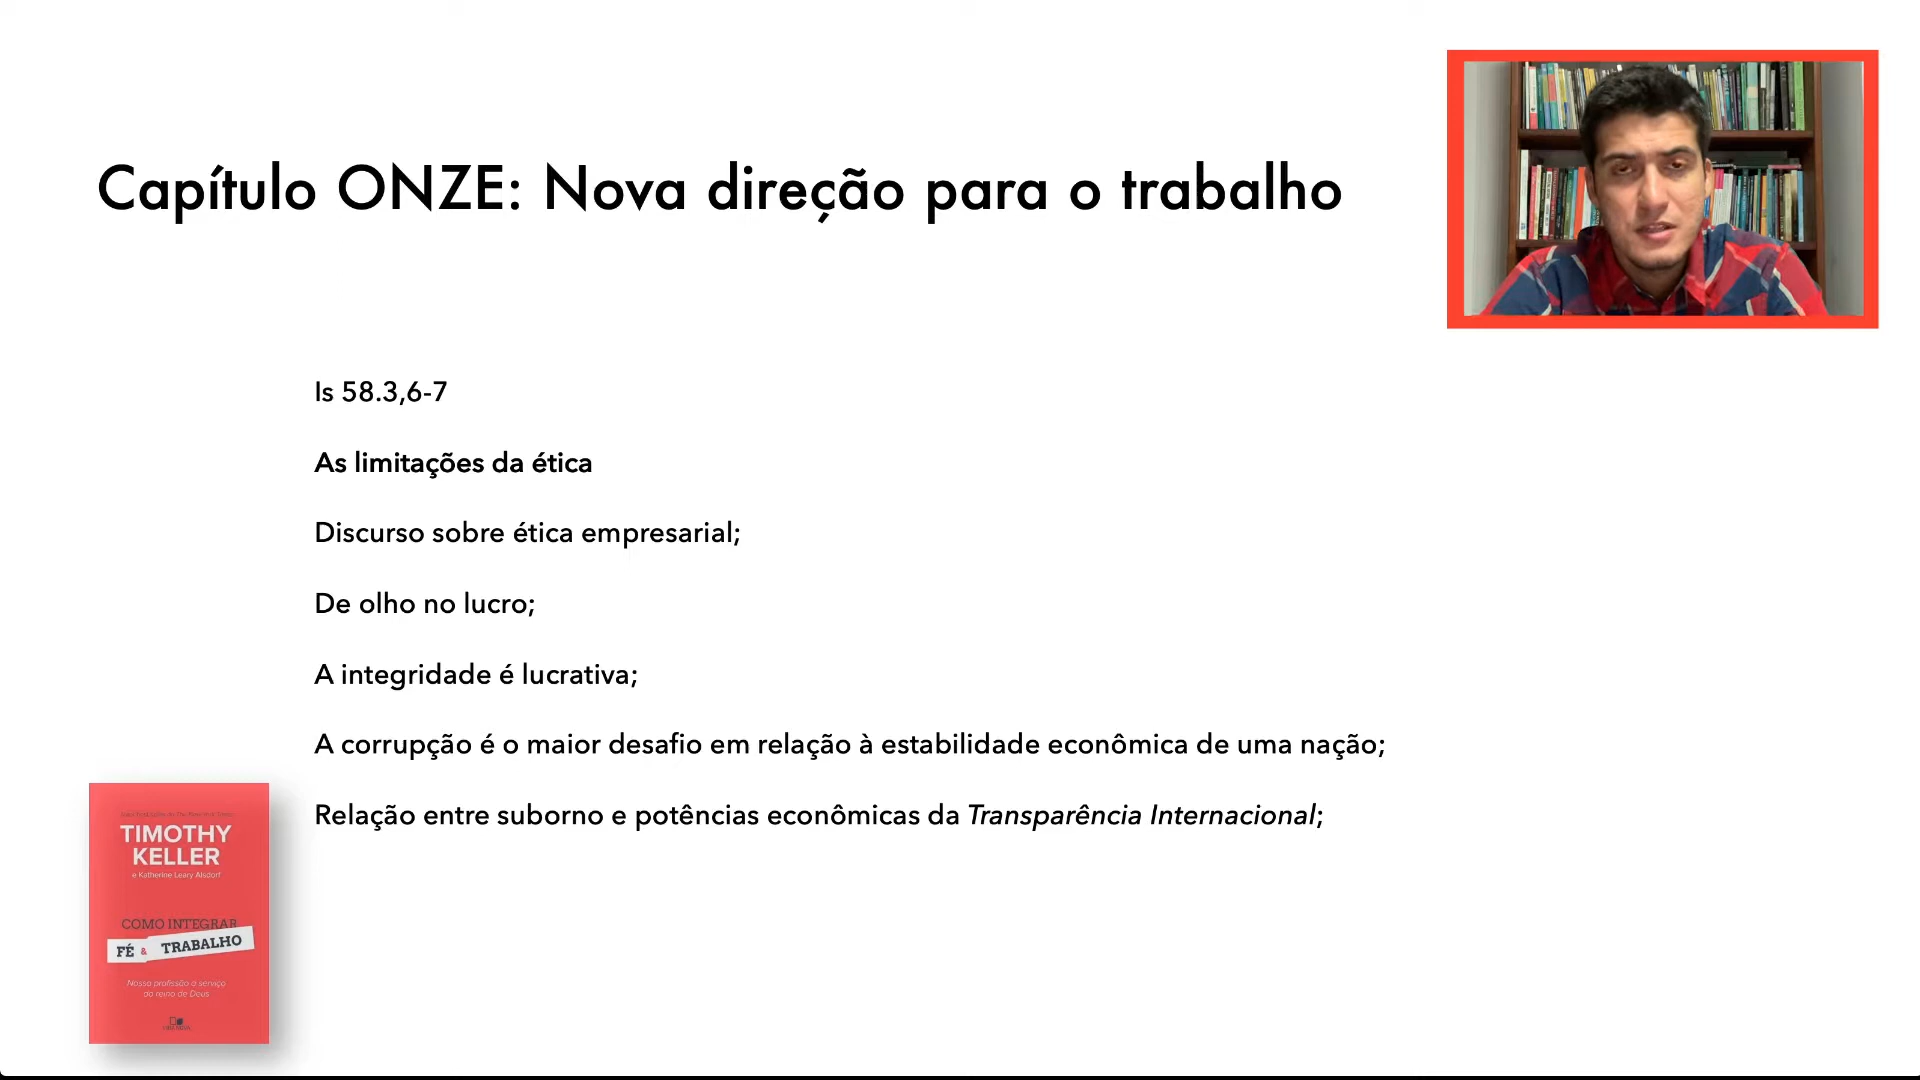 Capítulo ONZE: Nova direção para o trabalho
Is 58.3,6-7
As limitações da ética
Discurso sobre ética empresarial;
De olho no lucro;
A integridade é lucrativa;
A corrupção é o maior desafio em relação à estabilidade econômica de uma nação;
Relação entre suborno e potências econômicas da Transparência Internacional;
TIMOTHY
KELLER
e Katherine Leary Alsdorf
COMO INTEGRAR
FÉ & TRABALHO
Nossa profissão a serviço
do reino de Deus